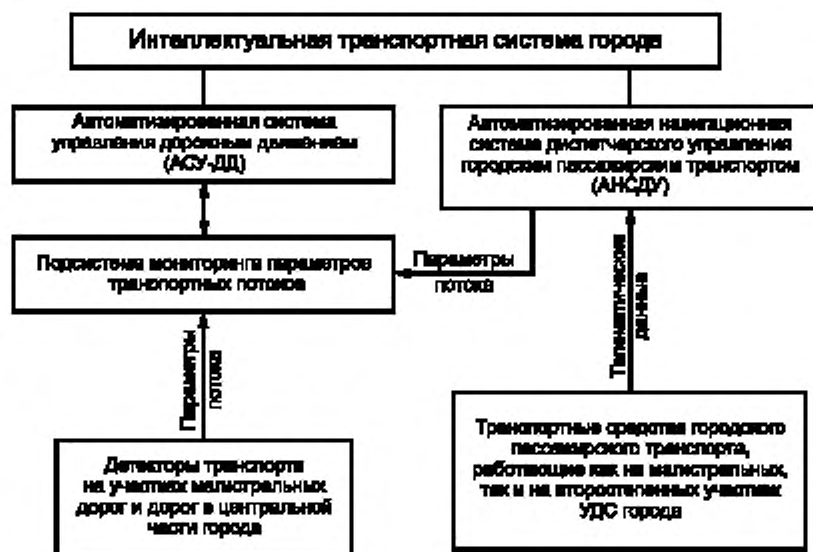 Интеллектуальная транспортная система города
Автоматизированная система
управления дорожным движением
(АСУ-ДД)
Автоматизированная навигационная
система диспетчерского управления
городским пассажирским транспортом
(АНСДУ)
Подсистема мониторинга параметров
транспортных потоков
Параметры
потока
Телематические
данные
Параметры
потока
Детекторы транспорта
на участках магистральных
дорог и дорог в центральной
части города
Транспортные средства городского
пассажирского транспорта,
работающие как на магистральных,
так и на второстепенных участках
УДС города